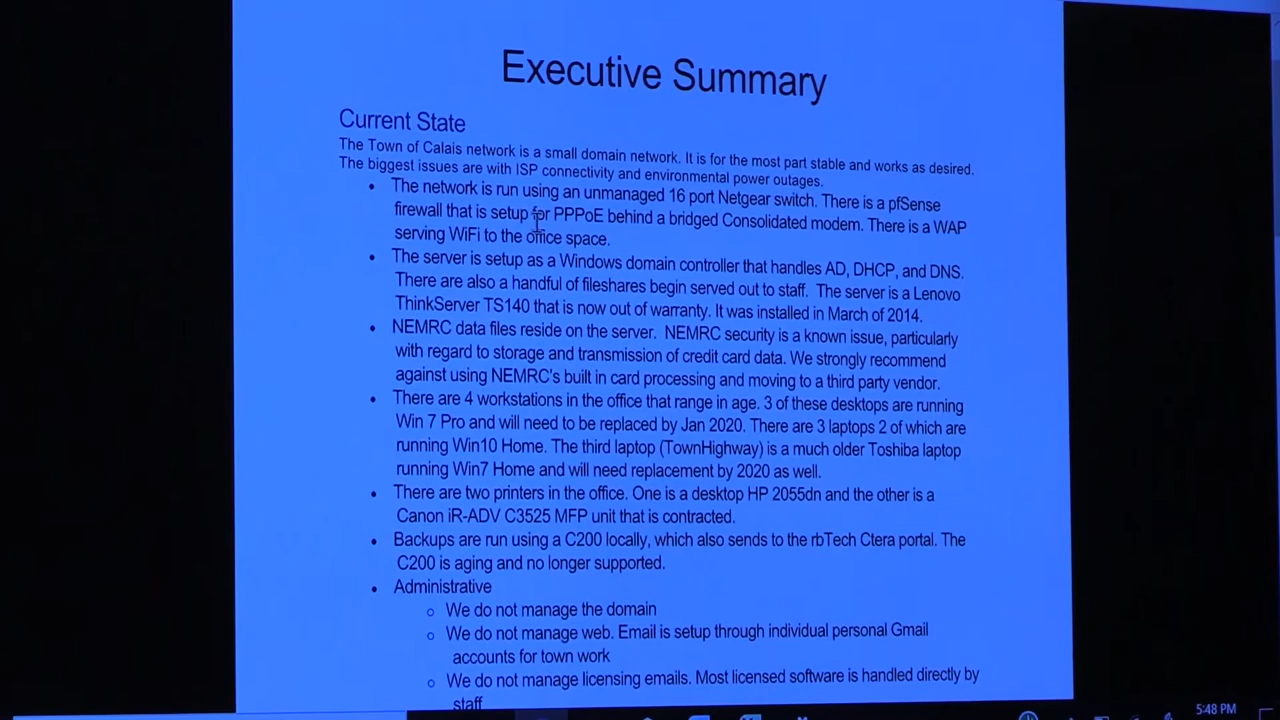 Executive Summary
Current State
The Town of Calais network is a small domain network. It is for the most part stable and works as desired.
The biggest issues are with ISP connectivity and environmental power outages.
• The network is run using an unmanaged 16 port Netgear switch. There is a pfSense
firewall that is setup for PPPoE behind a bridged Consolidated modem. There is a WAP
serving WiFi to the office space.
• The server is setup as a Windows domain controller that handles AD, DHCP, and DNS.
There are also a handful of fileshares begin served out to staff. The server is a Lenovo
ThinkServer TS140 that is now out of warranty. It was installed in March of 2014.
• NEMRC data files reside on the server. NEMRC security is a known issue, particularly
with regard to storage and transmission of credit card data. We strongly recommend
against using NEMRC's built in card processing and moving to a third party vendor.
• There are 4 workstations in the office that range in age. 3 of these desktops are running
Win 7 Pro and will need to be replaced by Jan 2020. There are 3 laptops 2 of which are
running Win10 Home. The third laptop (TownHighway) is a much older Toshiba laptop
running Win7 Home and will need replacement by 2020 as well.
• There are two printers in the office. One is a desktop HP 2055dn and the other is a
Canon iR-ADV C3525 MFP unit that is contracted.
• Backups are run using a C200 locally, which also sends to the rbTech Ctera portal. The
C200 is aging and no longer supported.
• Administrative
o We do not manage the domain
o We do not manage web. Email is setup through individual personal Gmail
accounts for town work
o We do not manage licensing emails. Most licensed software is handled directly by
staff
5:48 PM